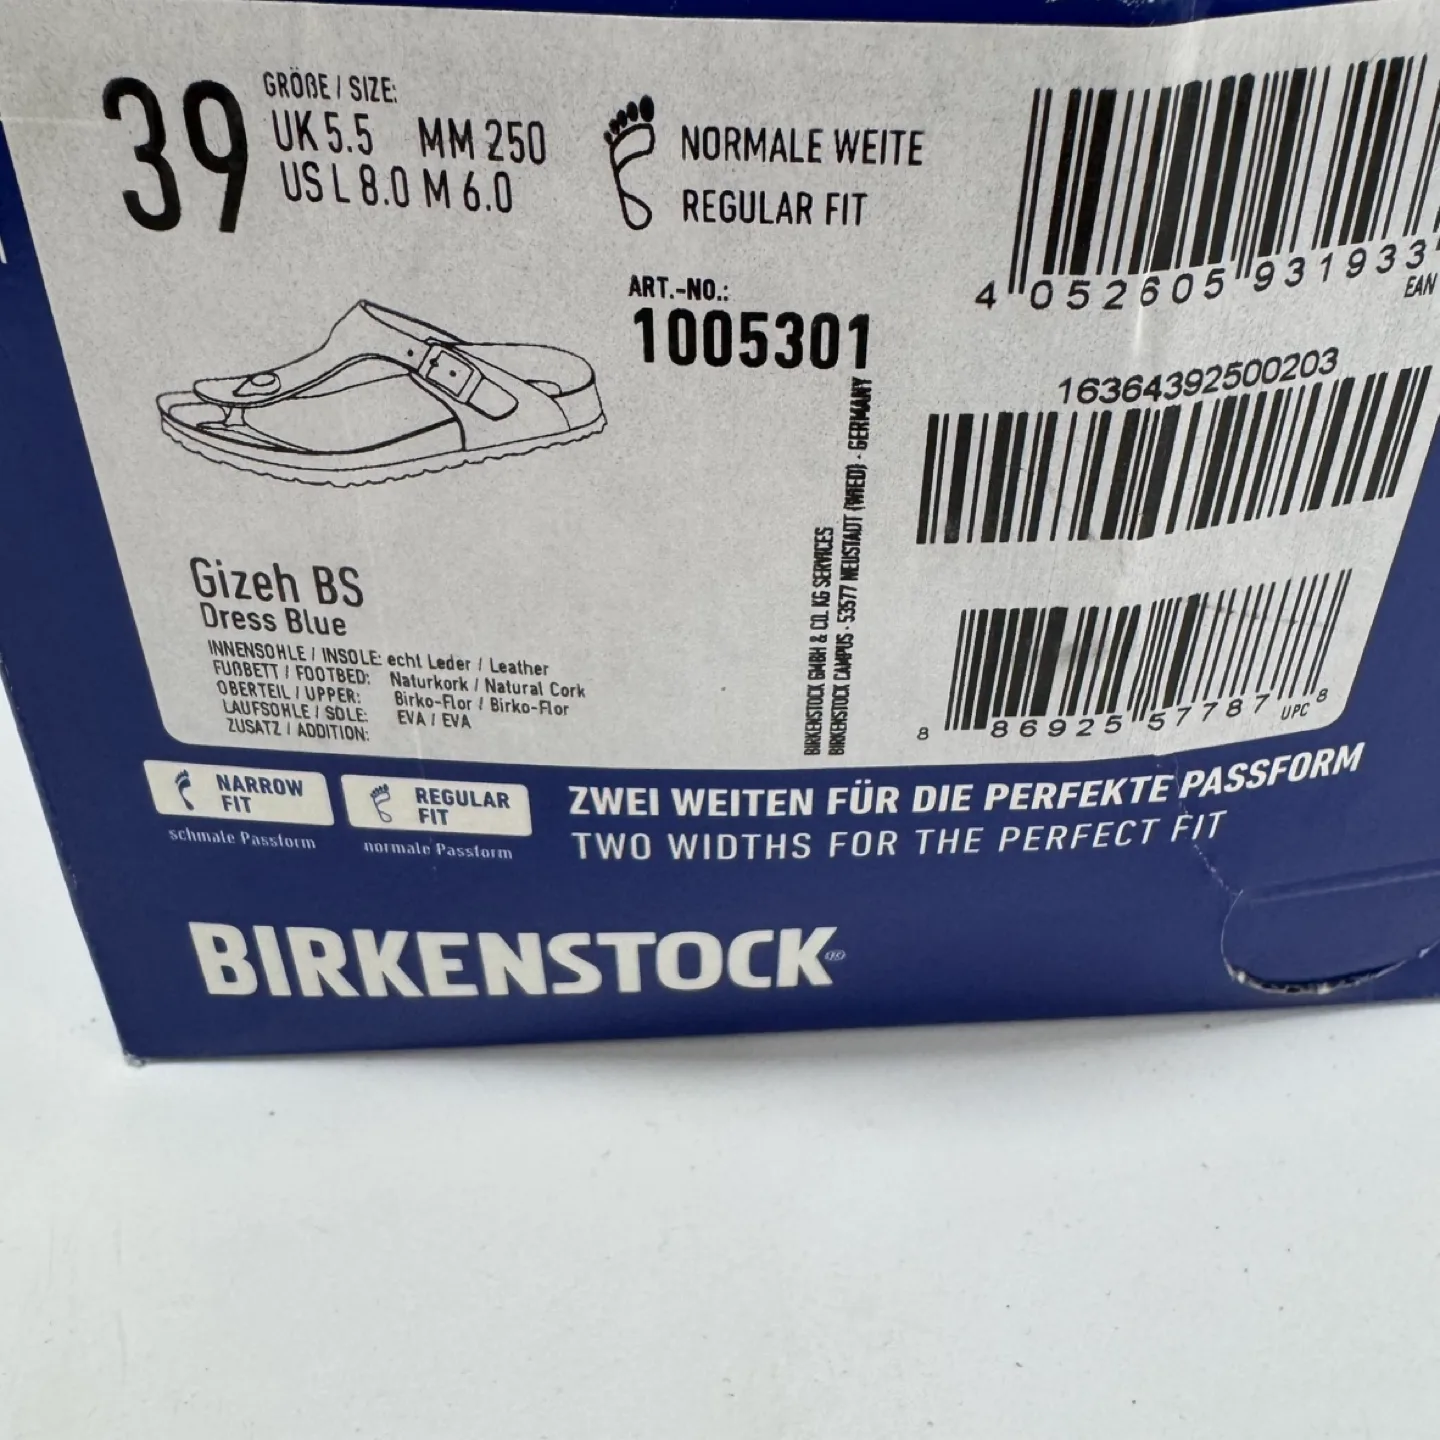 39
GRÖßE / SIZE:
UK 5.5 MM 250
US L 8.0 M 6.0
NORMALE WEITE
REGULAR FIT
ART.-NO.:
1005301
4 052605 931933
EAN
16364392500203
8 86925 57787 8
UPC
BIRKENSTOCK GMBH & CO. KG SERVICES
BIRKENSTOCK CAMPUS · 53577 NEUSTADT (WIED) · GERMANY
Gizeh BS
Dress Blue
INNENSOHLE / INSOLE: echt Leder / Leather
FUßBETT / FOOTBED: Naturkork / Natural Cork
OBERTEIL / UPPER: Birko-Flor / Birko-Flor
LAUFSOHLE / SOLE: EVA / EVA
ZUSATZ / ADDITION:
NARROW
FIT
schmale Passform
REGULAR
FIT
normale Passform
ZWEI WEITEN FÜR DIE PERFEKTE PASSFORM
TWO WIDTHS FOR THE PERFECT FIT
BIRKENSTOCK®